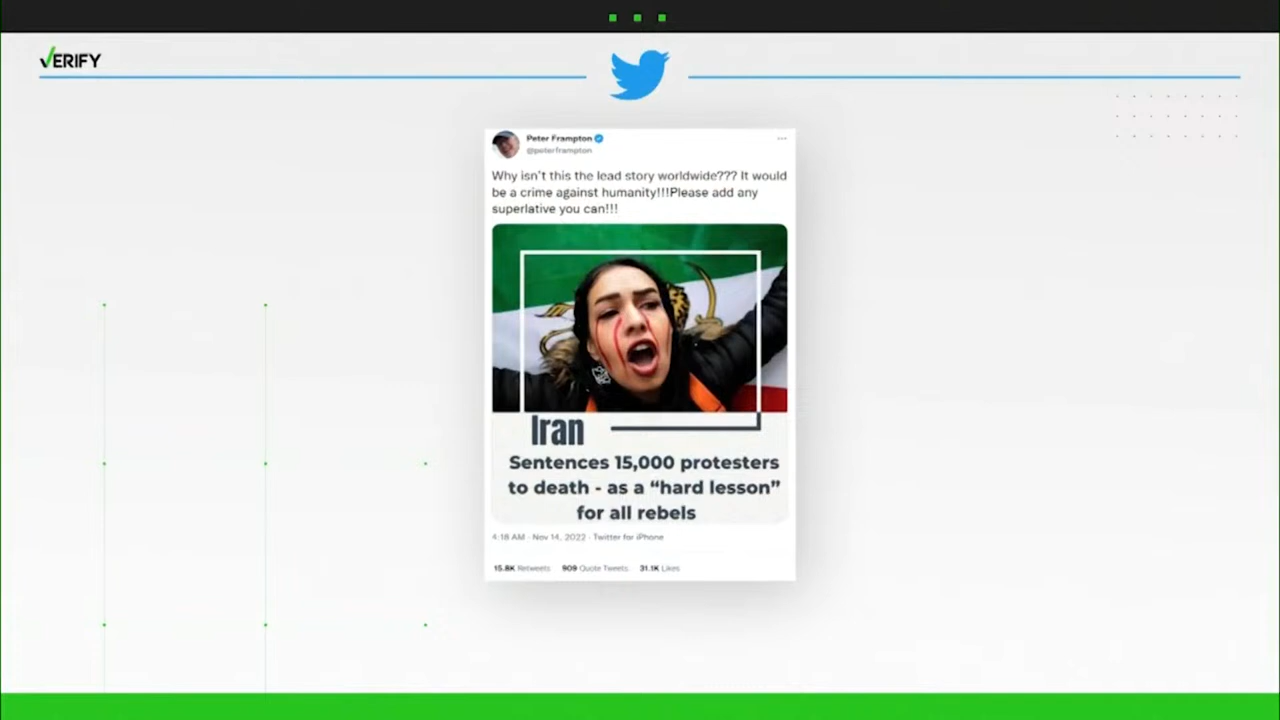 VERIFY
Peter Frampton
@peterframpton
Why isn't this the lead story worldwide??? It would
be a crime against humanity!!!Please add any
superlative you can!!!
Iran
Sentences 15,000 protesters
to death - as a “hard lesson”
for all rebels
4:18 AM · Nov 14, 2022 · Twitter for iPhone
15.8K Retweets 909 Quote Tweets 31.1K Likes